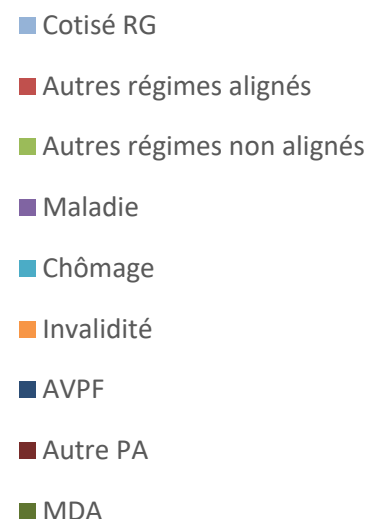 Cotisé RG
Autres régimes alignés
Autres régimes non alignés
Maladie
Chômage
Invalidité
AVPF
Autre PA
MDA